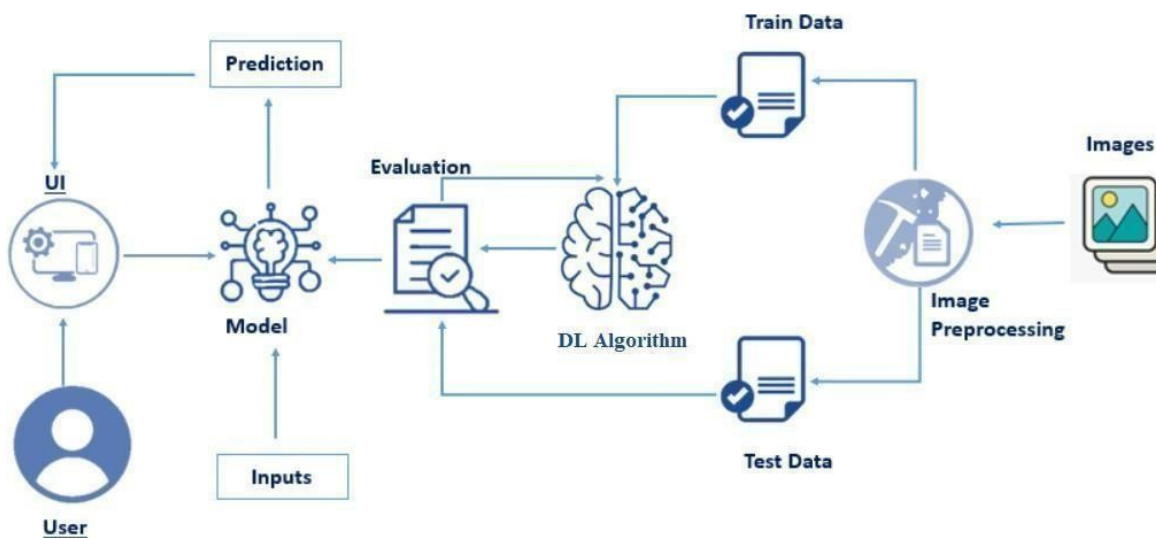 Train Data
Prediction
Images
Evaluation
UI
Image
Preprocessing
Model
DL Algorithm
Inputs
Test Data
User